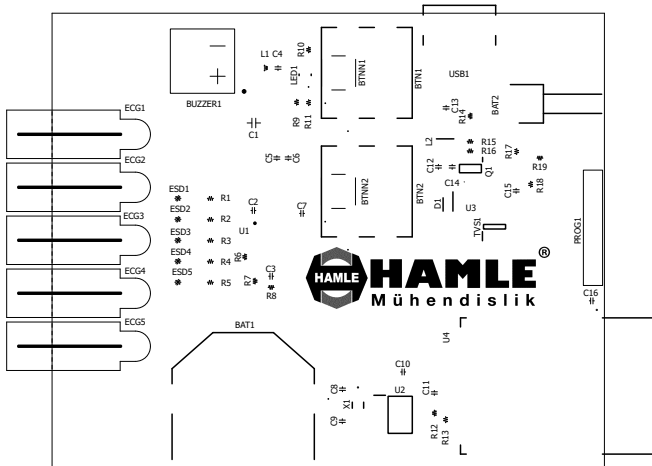 R10
L1 C4
LED1
BTNN1
BTN1
USB1
BAT2
BUZZER1
ECG1
C13
R14
C1
R9
R11
L2
R15
R16
R17
R19
ECG2
C5
C6
C12
Q1
C14
R18
C15
ESD1
R1
C2
C7
BTNN2
BTN2
D1
U3
ESD2
R2
ECG3
U1
TVS1
PROG1
ESD3
R3
ESD4
R4
R6
HAMLE
HAMLE®
Mühendislik
ECG4
ESD5
R5
R7
C3
R8
C16
ECG5
BAT1
U4
C10
C8
X1
U2
C11
C9
R12
R13